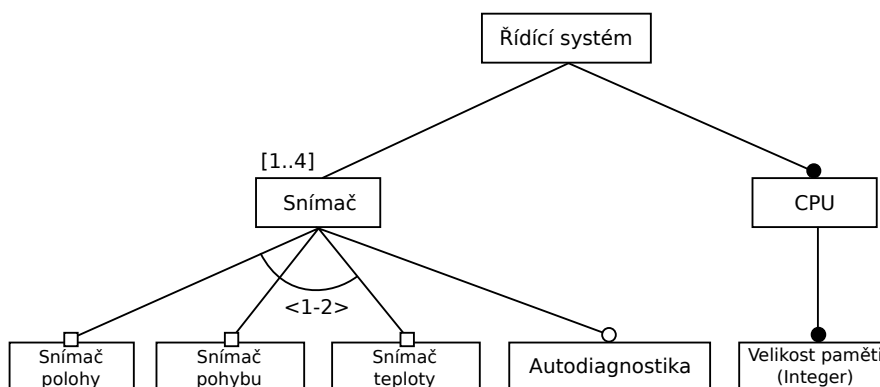 Řídící systém
[1..4]
Snímač
CPU
<1-2>
Snímač
polohy
Snímač
pohybu
Snímač
teploty
Autodiagnostika
Velikost paměti
(Integer)